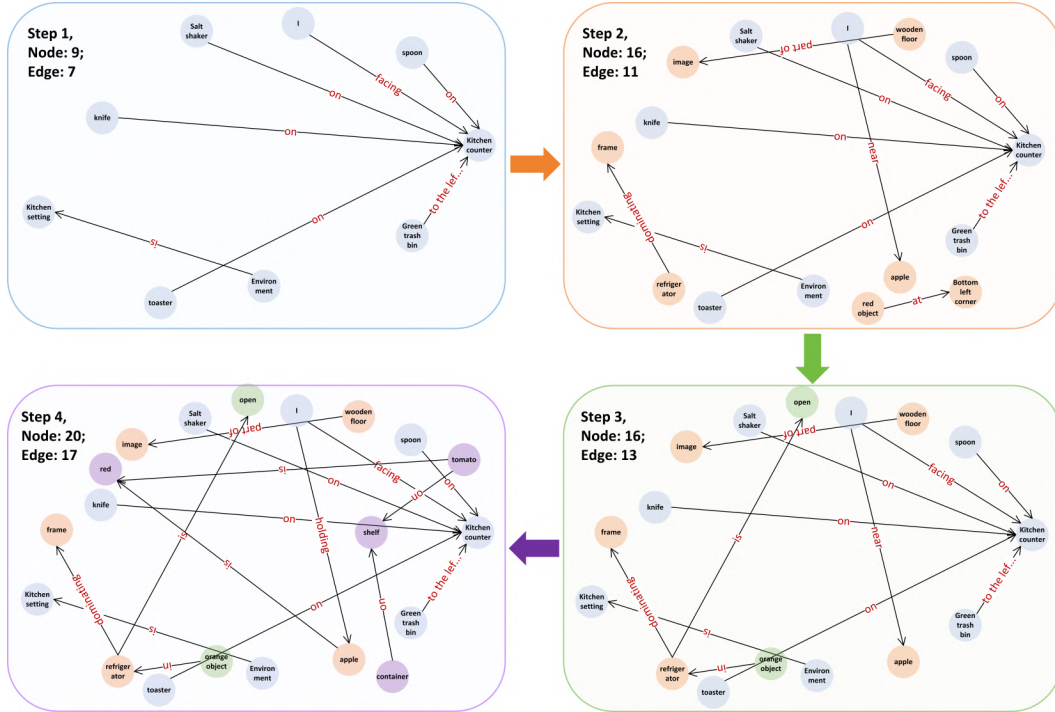 Step 1,
Node: 9;
Edge: 7
Salt
shaker
I
spoon
facing
on
on
knife
on
Kitchen
counter
Kitchen
setting
is
on
to the lef...
Green
trash
bin
Environ
ment
toaster
Step 2,
Node: 16;
Edge: 11
Salt
shaker
I
wooden
floor
part of
image
spoon
facing
on
on
knife
on
Kitchen
counter
frame
near
Kitchen
setting
dominating
is
on
to the lef...
Green
trash
bin
refriger
ator
Environ
ment
apple
toaster
red
object
at
Bottom
left
corner
Step 4,
Node: 20;
Edge: 17
open
Salt
shaker
I
wooden
floor
part of
image
spoon
red
is
facing
tomato
on
on
on
knife
on
holding
shelf
Kitchen
counter
frame
is
is
Kitchen
setting
dominating
is
on
on
to the lef...
Green
trash
bin
refriger
ator
in
orange
object
Environ
ment
apple
container
toaster
Step 3,
Node: 16;
Edge: 13
open
Salt
shaker
I
wooden
floor
part of
image
spoon
facing
on
on
knife
on
Kitchen
counter
frame
is
near
Kitchen
setting
dominating
is
on
to the lef...
Green
trash
bin
refriger
ator
in
orange
object
Environ
ment
apple
toaster